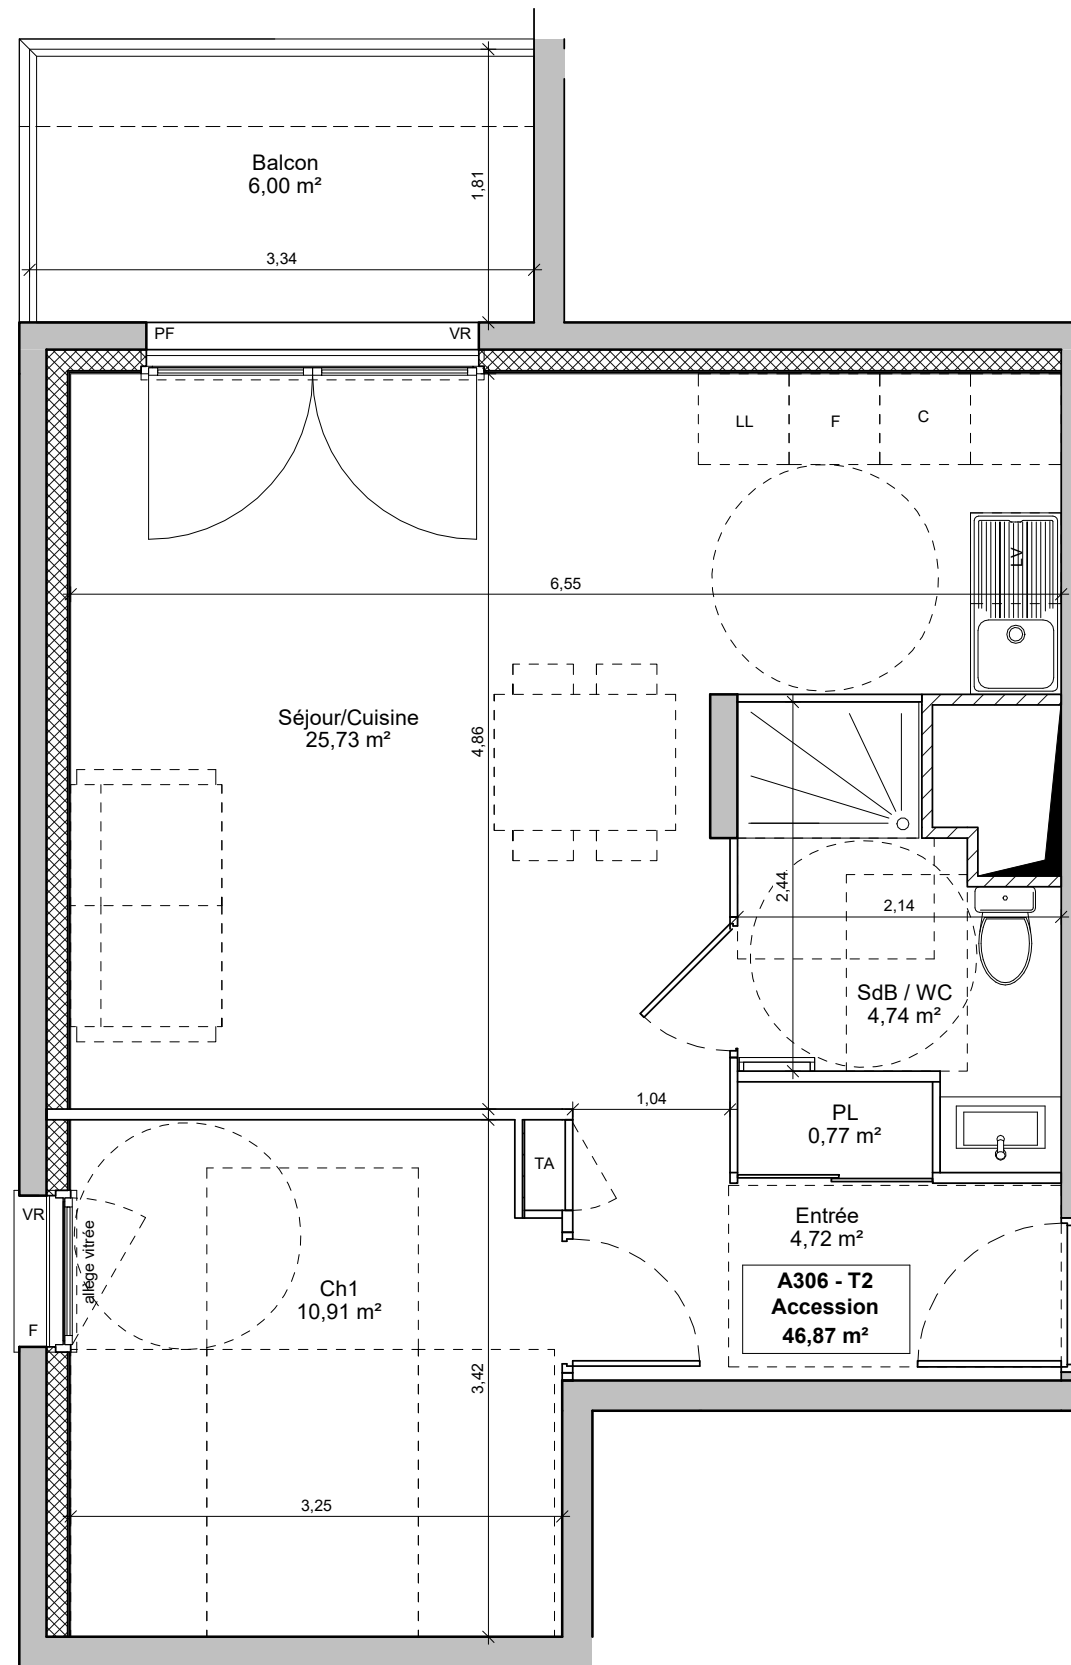 Balcon
6,00 m²
1,81
3,34
PF
VR
LL
F
C
LV
6,55
Séjour/Cuisine
25,73 m²
4,86
2,44
2,14
SdB / WC
4,74 m²
1,04
PL
0,77 m²
TA
VR
allège vitrée
F
Entrée
4,72 m²
A306 - T2
Accession
46,87 m²
Ch1
10,91 m²
3,42
3,25